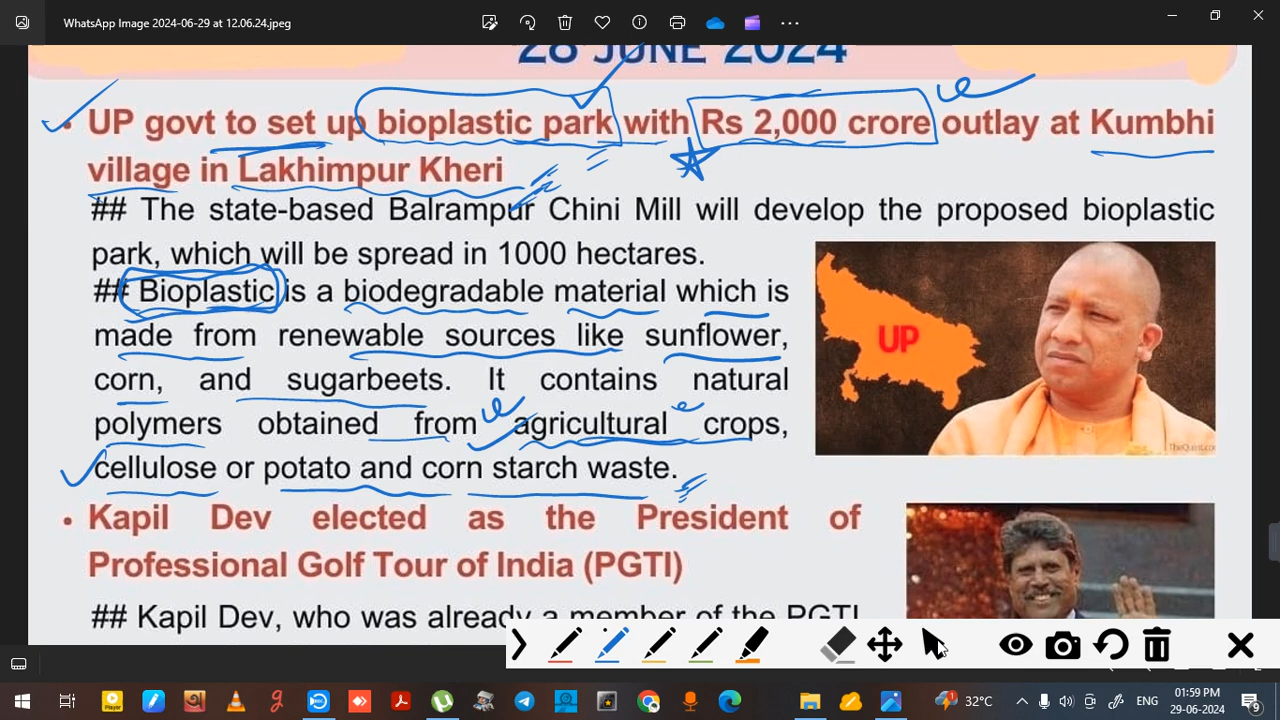 WhatsApp Image 2024-06-29 at 12.06.24.jpeg
28 JUNE 2024
• UP govt to set up bioplastic park with Rs 2,000 crore outlay at Kumbhi
village in Lakhimpur Kheri
## The state-based Balrampur Chini Mill will develop the proposed bioplastic
park, which will be spread in 1000 hectares.
## Bioplastic is a biodegradable material which is
made from renewable sources like sunflower,
corn, and sugarbeets. It contains natural
polymers obtained from agricultural crops,
cellulose or potato and corn starch waste.
UP
TheQuest.co
• Kapil Dev elected as the President of
Professional Golf Tour of India (PGTI)
## Kapil Dev, who was already a member of the PGTI
Player
1
32°C
ENG
01:59 PM
29-06-2024
9